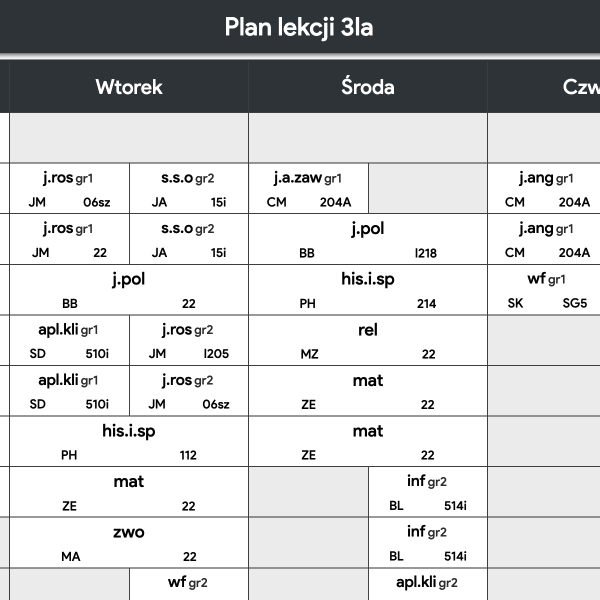 Plan lekcji 3la
Wtorek Środa Czw
j.ros gr1 s.s.o gr2 j.a.zaw gr1 j.ang gr1
JM 06sz JA 15i CM 204A CM 204A
j.ros gr1 s.s.o gr2 j.pol j.ang gr1
JM 22 JA 15i BB I218 CM 204A
j.pol his.i.sp wf gr1
BB 22 PH 214 SK SG5
apl.kli gr1 j.ros gr2 rel
SD 510i JM I205 MZ 22
apl.kli gr1 j.ros gr2 mat
SD 510i JM 06sz ZE 22
his.i.sp mat
PH 112 ZE 22
mat inf gr2
ZE 22 BL 514i
zwo inf gr2
MA 22 BL 514i
wf gr2 apl.kli gr2